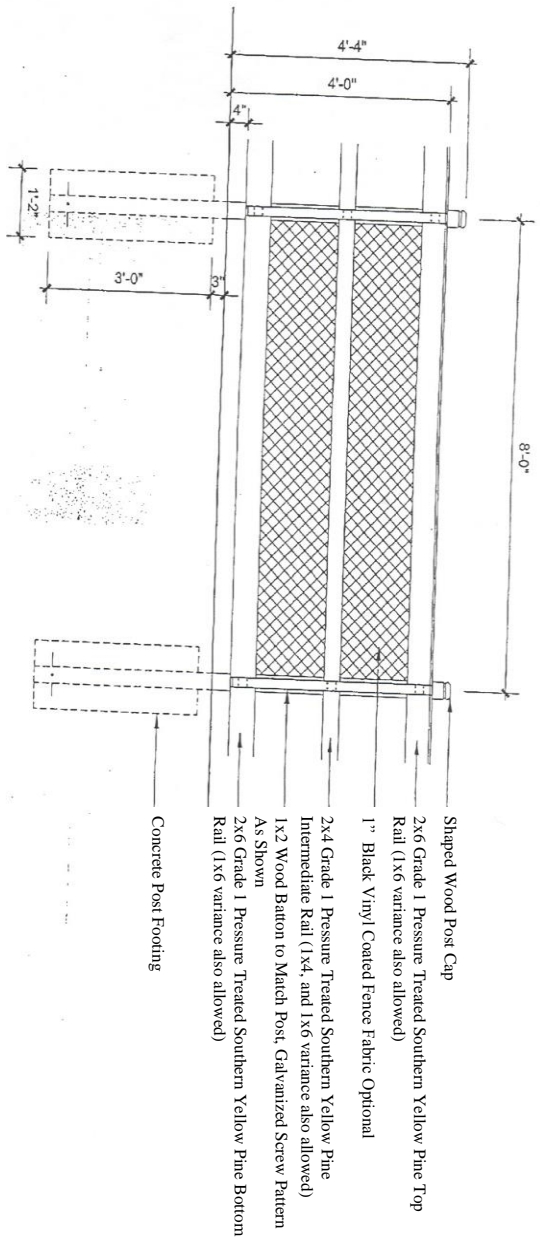 4'-4"
4'-0"
4"
1'-2"
3'-0"
3"
8'-0"
Shaped Wood Post Cap
2x6 Grade 1 Pressure Treated Southern Yellow Pine Top
Rail (1x6 variance also allowed)
1" Black Vinyl Coated Fence Fabric Optional
2x4 Grade 1 Pressure Treated Southern Yellow Pine
Intermediate Rail (1x4, and 1x6 variance also allowed)
1x2 Wood Batton to Match Post, Galvanized Screw Pattern
As Shown
2x6 Grade 1 Pressure Treated Southern Yellow Pine Bottom
Rail (1x6 variance also allowed)
Concrete Post Footing